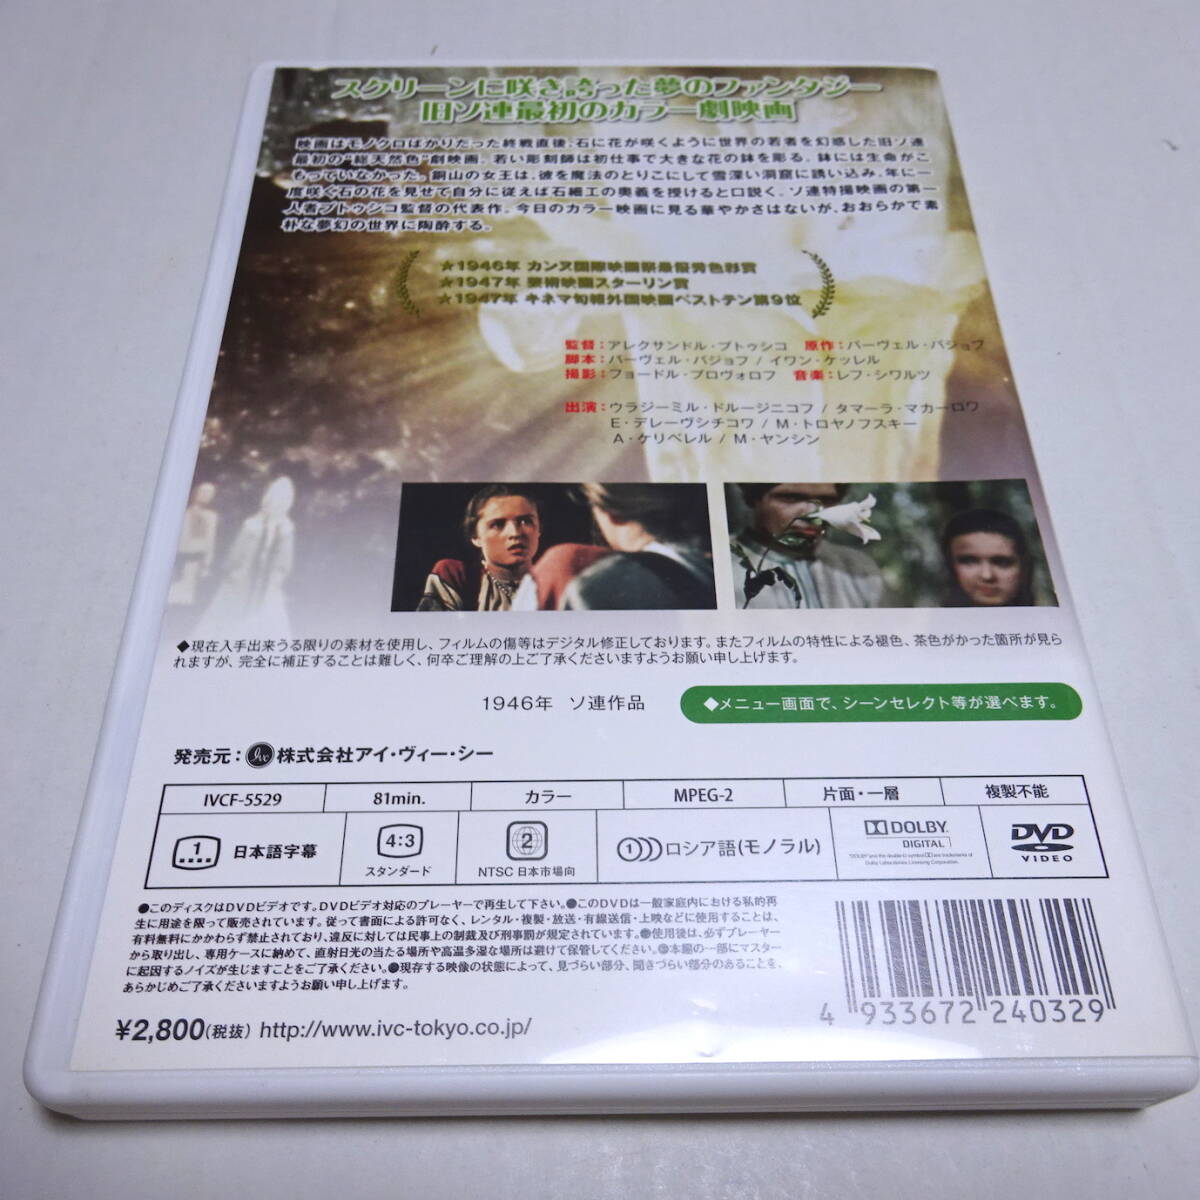 スクリーンに咲き誇った夢のファンタジー
旧ソ連最初のカラー劇映画
映画はモノクロばかりだった終戦直後、石に花が咲くように世界の若者を幻惑した旧ソ連
最初の"総天然色"劇映画。若い彫刻師は初仕事で大きな花の鉢を彫る。鉢には生命がこ
もっていなかった。銅山の女王は、彼を魔法のとりこにして雪深い洞窟に誘い込み、年に一
度咲く石の花を見せて自分に従えば石細工の奥義を授けると口説く。ソ連特撮映画の第一
人者プトゥシコ監督の代表作。今日のカラー映画に見る華やかさはないが、おおらかで素
朴な夢幻の世界に陶酔する。
★1946年 カンヌ国際映画祭最優秀色彩賞
★1947年 芸術映画スターリン賞
★1947年 キネマ旬報外国映画ベストテン第9位
監督：アレクサンドル・プトゥシコ 原作：パーヴェル・バジョフ
脚本：パーヴェル・バジョフ / イワン・ケッレル
撮影：フョードル・プロヴォロフ 音楽：レフ・シワルツ
出演：ウラジーミル・ドルージニコフ / タマーラ・マカーロワ
E・デレーヴシチコワ / M・トロヤノフスキー
A・ケリベレル / M・ヤンシン
◆現在入手出来うる限りの素材を使用し、フィルムの傷等はデジタル修正しております。またフィルムの特性による褪色、茶色がかった箇所が見ら
れますが、完全に補正することは難しく、何卒ご理解の上ご了承くださいますようお願い申し上げます。
1946年 ソ連作品
◆メニュー画面で、シーンセレクト等が選べます。
発売元：ivc 株式会社アイ・ヴィー・シー
IVCF-5529 81min. カラー MPEG-2 片面・一層 複製不能
1 日本語字幕 4:3 スタンダード 2 NTSC 日本市場向 1 ロシア語(モノラル) DOLBY DIGITAL DVD VIDEO
"DOLBY and the double-D symbol are trademarks of
Dolby Laboratories Licensing Corporation.
●このディスクはDVDビデオです。DVDビデオ対応のプレーヤーで再生して下さい。●このDVDは一般家庭内における私的再
生に用途を限って販売されています。従って書面による許可なく、レンタル・複製・放送・有線送信・上映などに使用することは、
有料無料にかかわらず禁止されており、違反に対しては民事上の制裁及び刑事罰が規定されています。●使用後は、必ずプレーヤー
から取り出し、専用ケースに納めて、直射日光の当たる場所や高温多湿な場所は避けて保管してください。●本編の一部にマスター
に起因するノイズが生じますことをご了承ください。●現存する映像の状態によって、見づらい部分、聞きづらい部分のあることを、
あらかじめご了承くださいますようお願い申し上げます。
¥2,800(税抜) http://www.ivc-tokyo.co.jp/
4 933672 240329